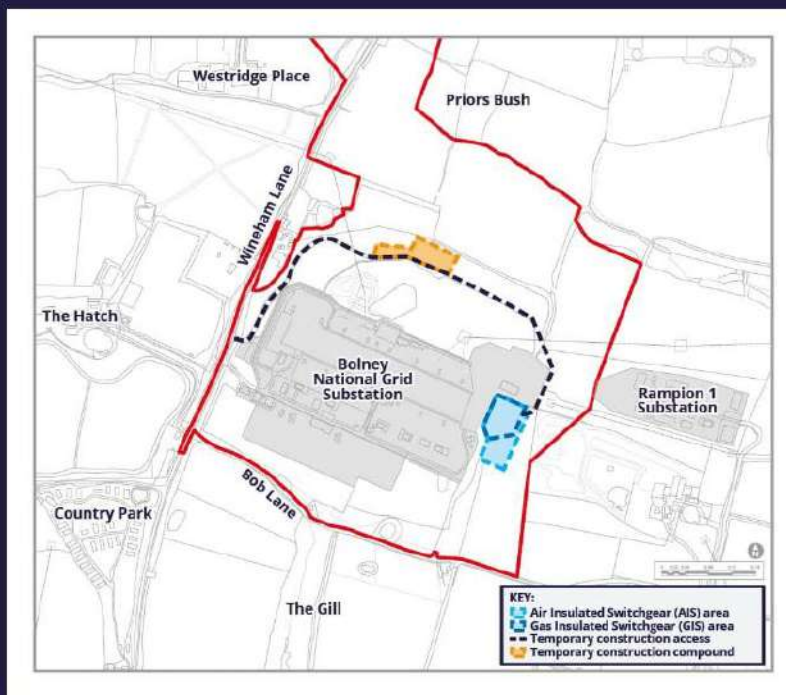 Westridge Place
Priors Bush
Wineham Lane
The Hatch
Bolney
National Grid
Substation
Rampion 1
Substation
Country Park
Bob Lane
The Gill
KEY:
Air Insulated Switchgear (AIS) area
Gas Insulated Switchgear (GIS) area
Temporary construction access
Temporary construction compound